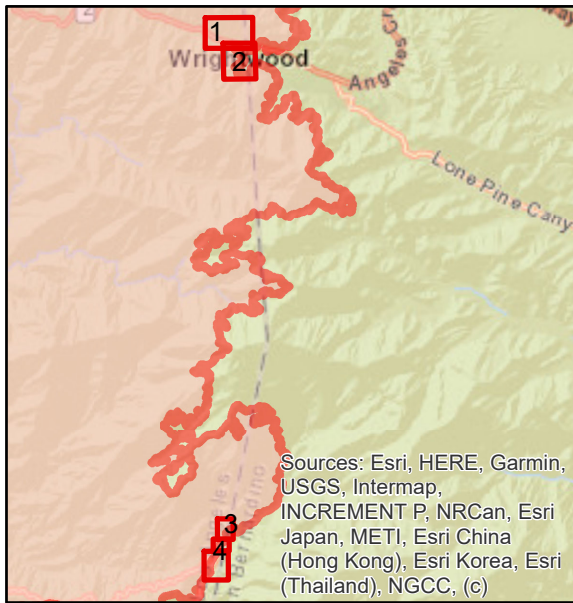 2
1
Wrightwood
2
Angeles
Lone Pine Cany
3
4
Sources: Esri, HERE, Garmin,
USGS, Intermap,
INCREMENT P, NRCan, Esri
Japan, METI, Esri China
(Hong Kong), Esri Korea, Esri
(Thailand), NGCC, (c)